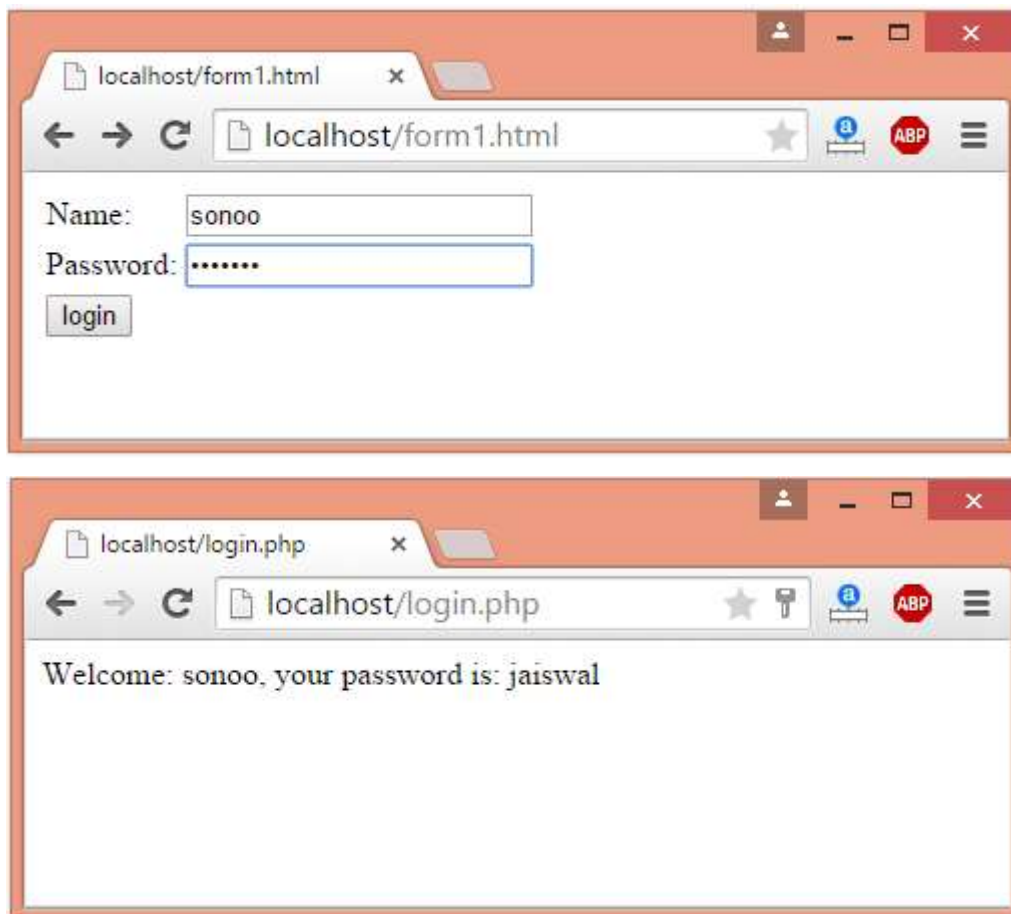 localhost/form1.html
localhost/form1.html
a
ABP
Name: sonoo
Password: •••••••
login
localhost/login.php
localhost/login.php
a
ABP
Welcome: sonoo, your password is: jaiswal